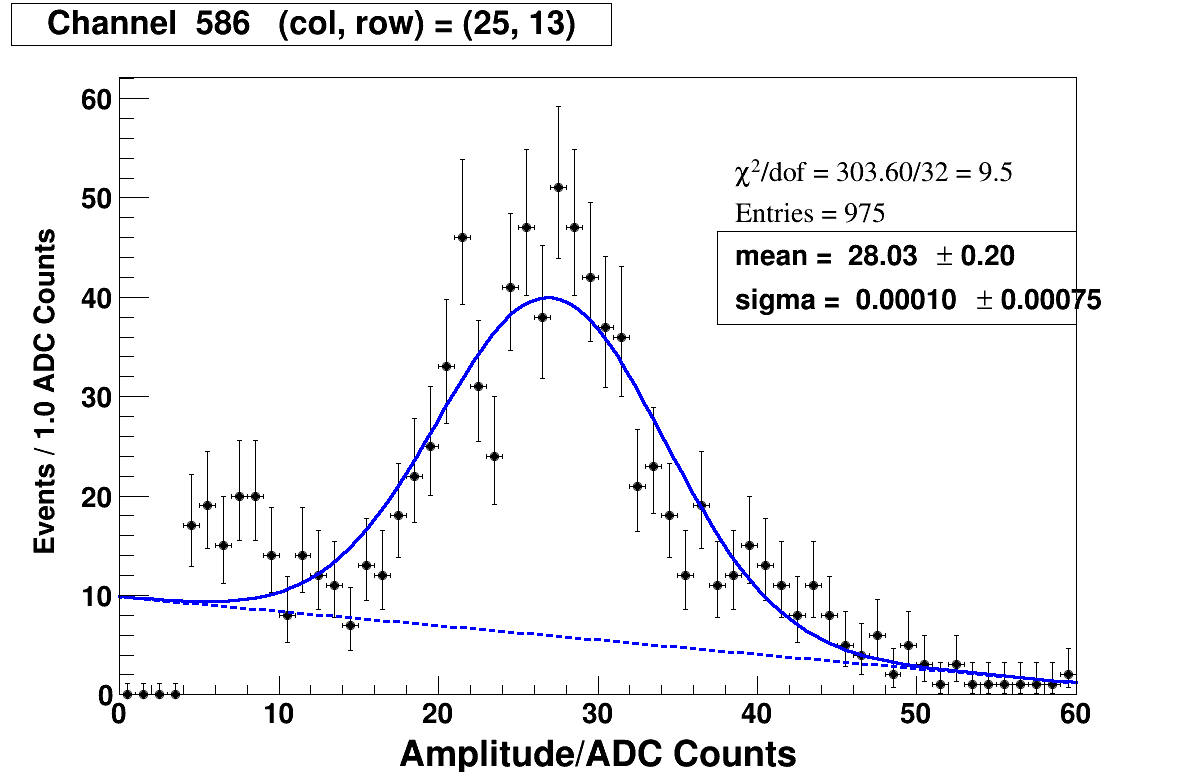 Channel 586 (col, row) = (25, 13)
60
50
40
30
20
10
0
Events / 1.0 ADC Counts
χ²/dof = 303.60/32 = 9.5
Entries = 975
mean = 28.03 ± 0.20
sigma = 0.00010 ± 0.00075
0 10 20 30 40 50 60
Amplitude/ADC Counts